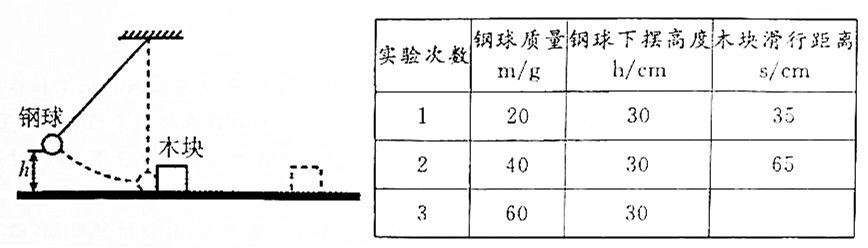 钢球
木块
h
实验次数 钢球质量 m/g 钢球下摆高度 h/cm 木块滑行距离 s/cm
1 20 30 35
2 40 30 65
3 60 30